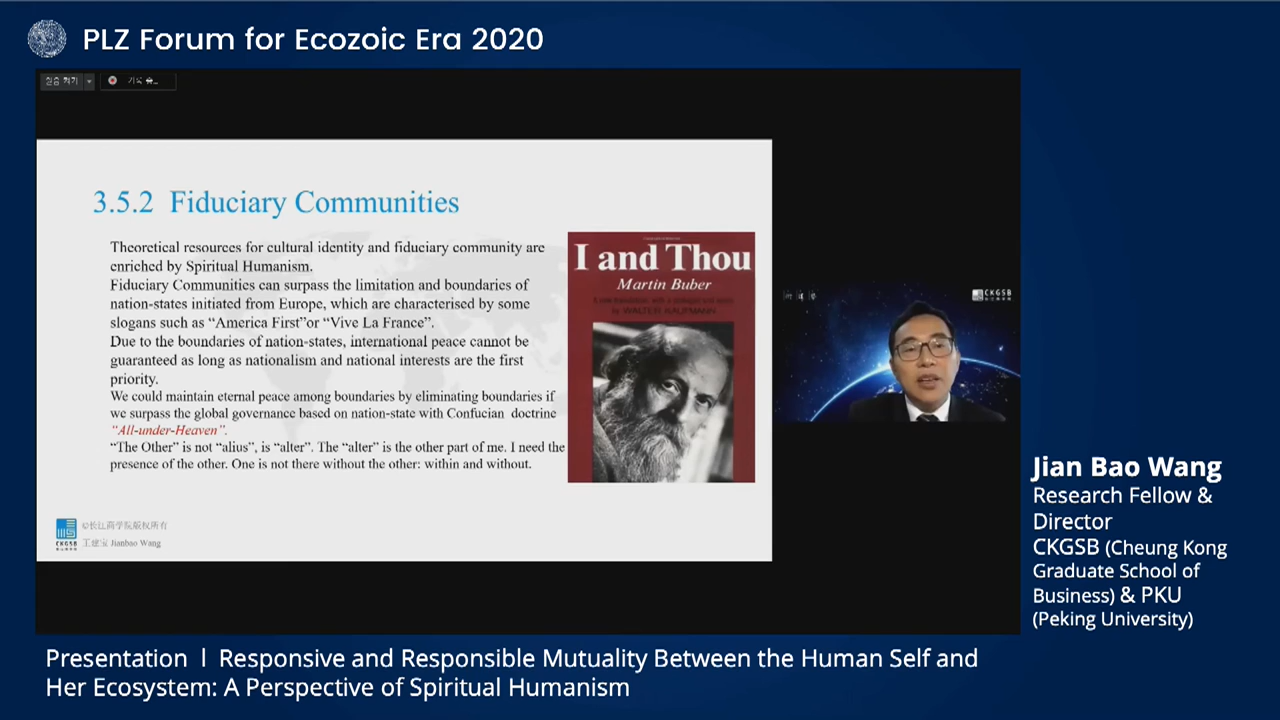 PLZ Forum for Ecozoic Era 2020
3.5.2 Fiduciary Communities
Theoretical resources for cultural identity and fiduciary community are
enriched by Spiritual Humanism.
Fiduciary Communities can surpass the limitation and boundaries of
nation-states initiated from Europe, which are characterised by some
slogans such as “America First”or “Vive La France”.
Due to the boundaries of nation-states, international peace cannot be
guaranteed as long as nationalism and national interests are the first
priority.
We could maintain eternal peace among boundaries by eliminating boundaries if
we surpass the global governance based on nation-state with Confucian doctrine
“All-under-Heaven”.
“The Other” is not “alius”, is “alter”. The “alter” is the other part of me. I need the
presence of the other. One is not there without the other: within and without.
I and Thou
Martin Buber
WALTER KAUFMANN
©长江商学院版权所有
王建宝 Jianbao Wang
CKGSB
CKGSB
Jian Bao Wang
Research Fellow &
Director
CKGSB (Cheung Kong
Graduate School of
Business) & PKU
(Peking University)
Presentation l Responsive and Responsible Mutuality Between the Human Self and
Her Ecosystem: A Perspective of Spiritual Humanism